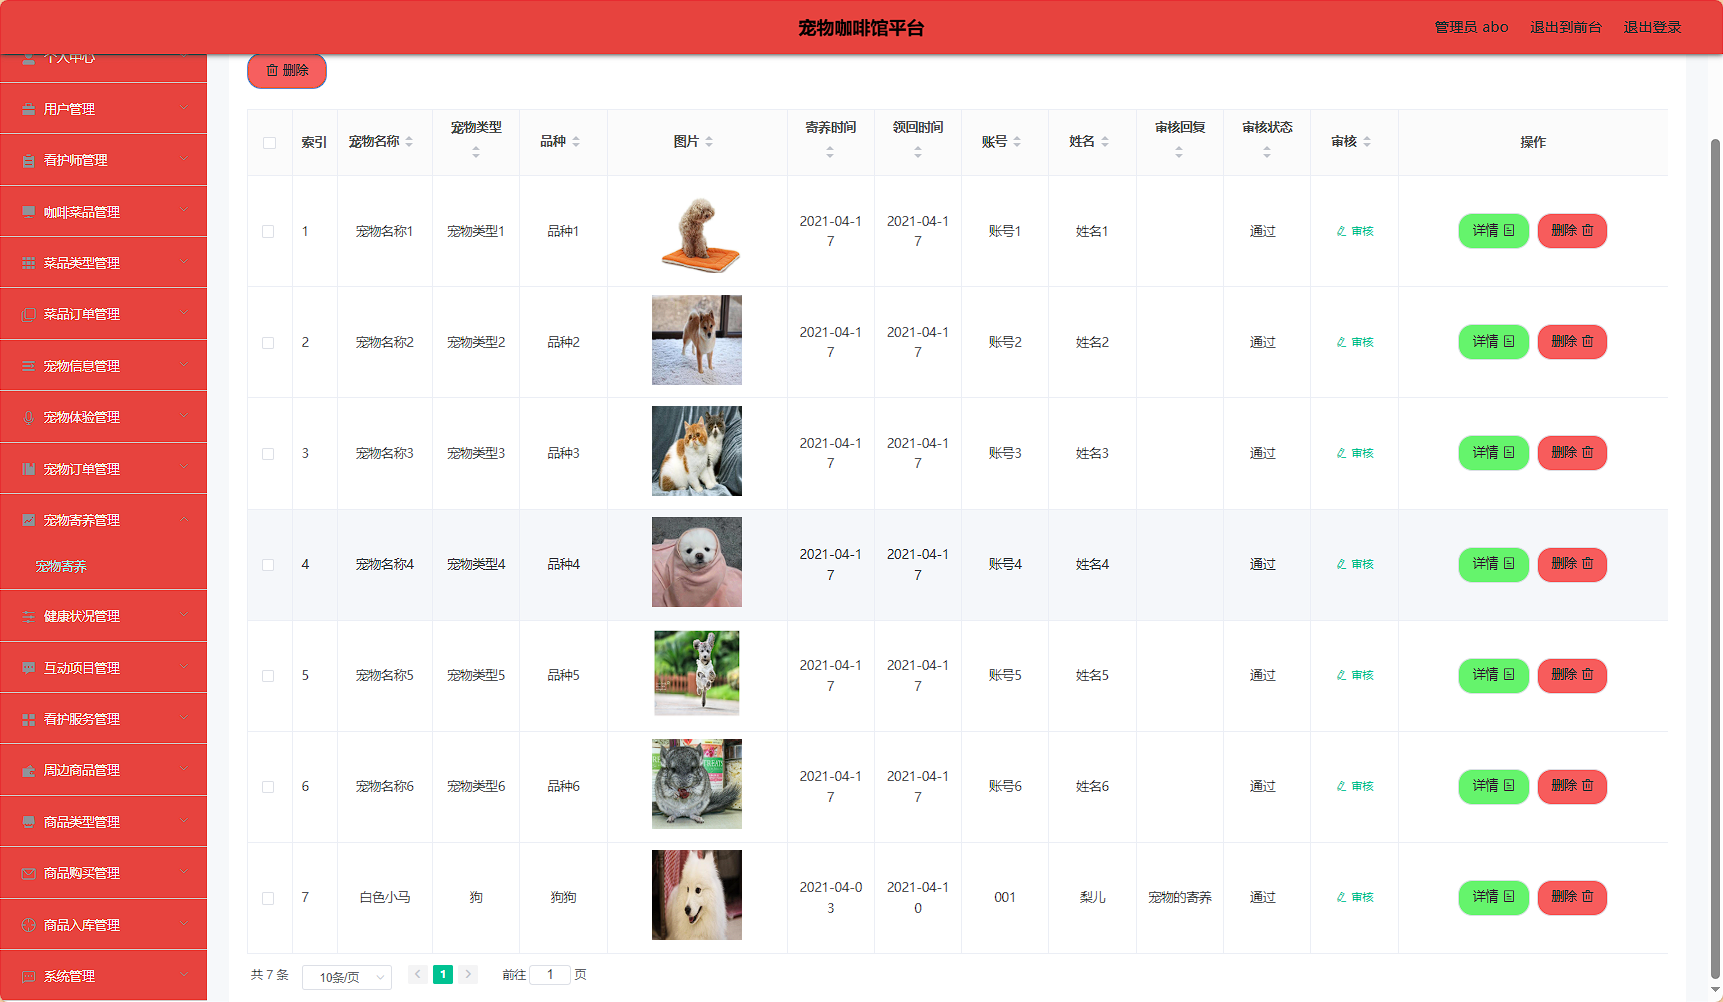 宠物咖啡馆平台
管理员 abo 退出到前台 退出登录
个人中心
用户管理
看护师管理
咖啡菜品管理
菜品类型管理
菜品订单管理
宠物信息管理
宠物体验管理
宠物订单管理
宠物寄养管理
宠物寄养
健康状况管理
互动项目管理
看护服务管理
周边商品管理
商品类型管理
商品购买管理
商品入库管理
系统管理
删除
索引 宠物名称 宠物类型 品种 图片 寄养时间 领回时间 账号 姓名 审核回复 审核状态 审核 操作
1 宠物名称1 宠物类型1 品种1 2021-04-17 2021-04-17 账号1 姓名1 通过 审核 详情 删除
2 宠物名称2 宠物类型2 品种2 2021-04-17 2021-04-17 账号2 姓名2 通过 审核 详情 删除
3 宠物名称3 宠物类型3 品种3 2021-04-17 2021-04-17 账号3 姓名3 通过 审核 详情 删除
4 宠物名称4 宠物类型4 品种4 2021-04-17 2021-04-17 账号4 姓名4 通过 审核 详情 删除
5 宠物名称5 宠物类型5 品种5 2021-04-17 2021-04-17 账号5 姓名5 通过 审核 详情 删除
6 宠物名称6 宠物类型6 品种6 2021-04-17 2021-04-17 账号6 姓名6 通过 审核 详情 删除
7 白色小马 狗 狗狗 2021-04-03 2021-04-10 001 梨儿 宠物的寄养 通过 审核 详情 删除
共 7 条 10条/页 1 前往 1 页